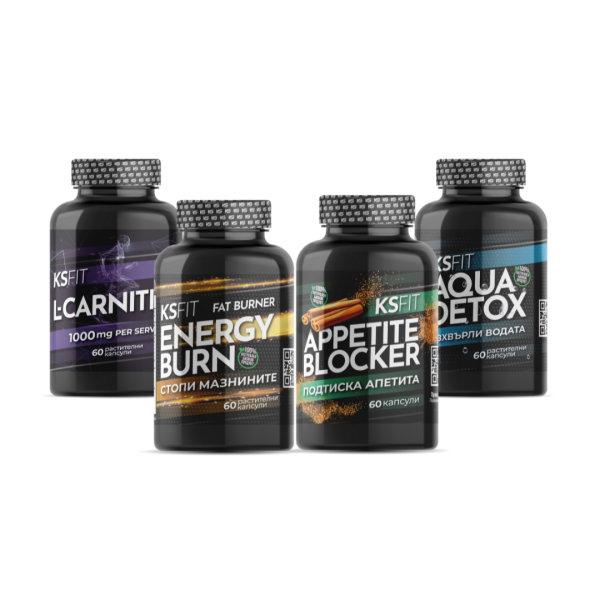 KSFIT
L-CARNITI
1000mg PER SERV
60 растителни
капсули
KSFIT
FAT BURNER
ENERGY
BURN
СТОПИ МАЗНИНИТЕ
60 растителни
капсули
KSFIT
APPETITE
BLOCKER
ПОДТИСКА АПЕТИТА
60 капсули
KSFIT
AQUA
DETOX
ЗХВЪРЛИ ВОДАТА
60 растителни
капсули